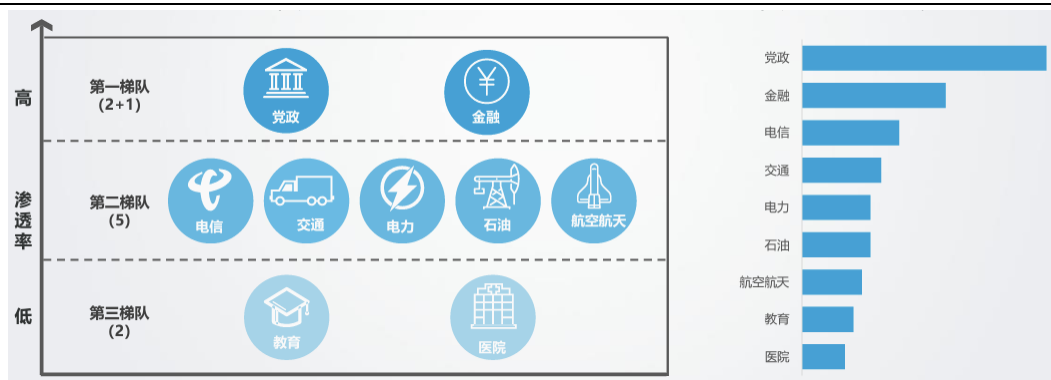 高
渗
透
率
低
第一梯队
(2+1)
党政
¥
金融
第二梯队
(5)
电信
交通
电力
石油
航空航天
第三梯队
(2)
教育
医院
党政
金融
电信
交通
电力
石油
航空航天
教育
医院